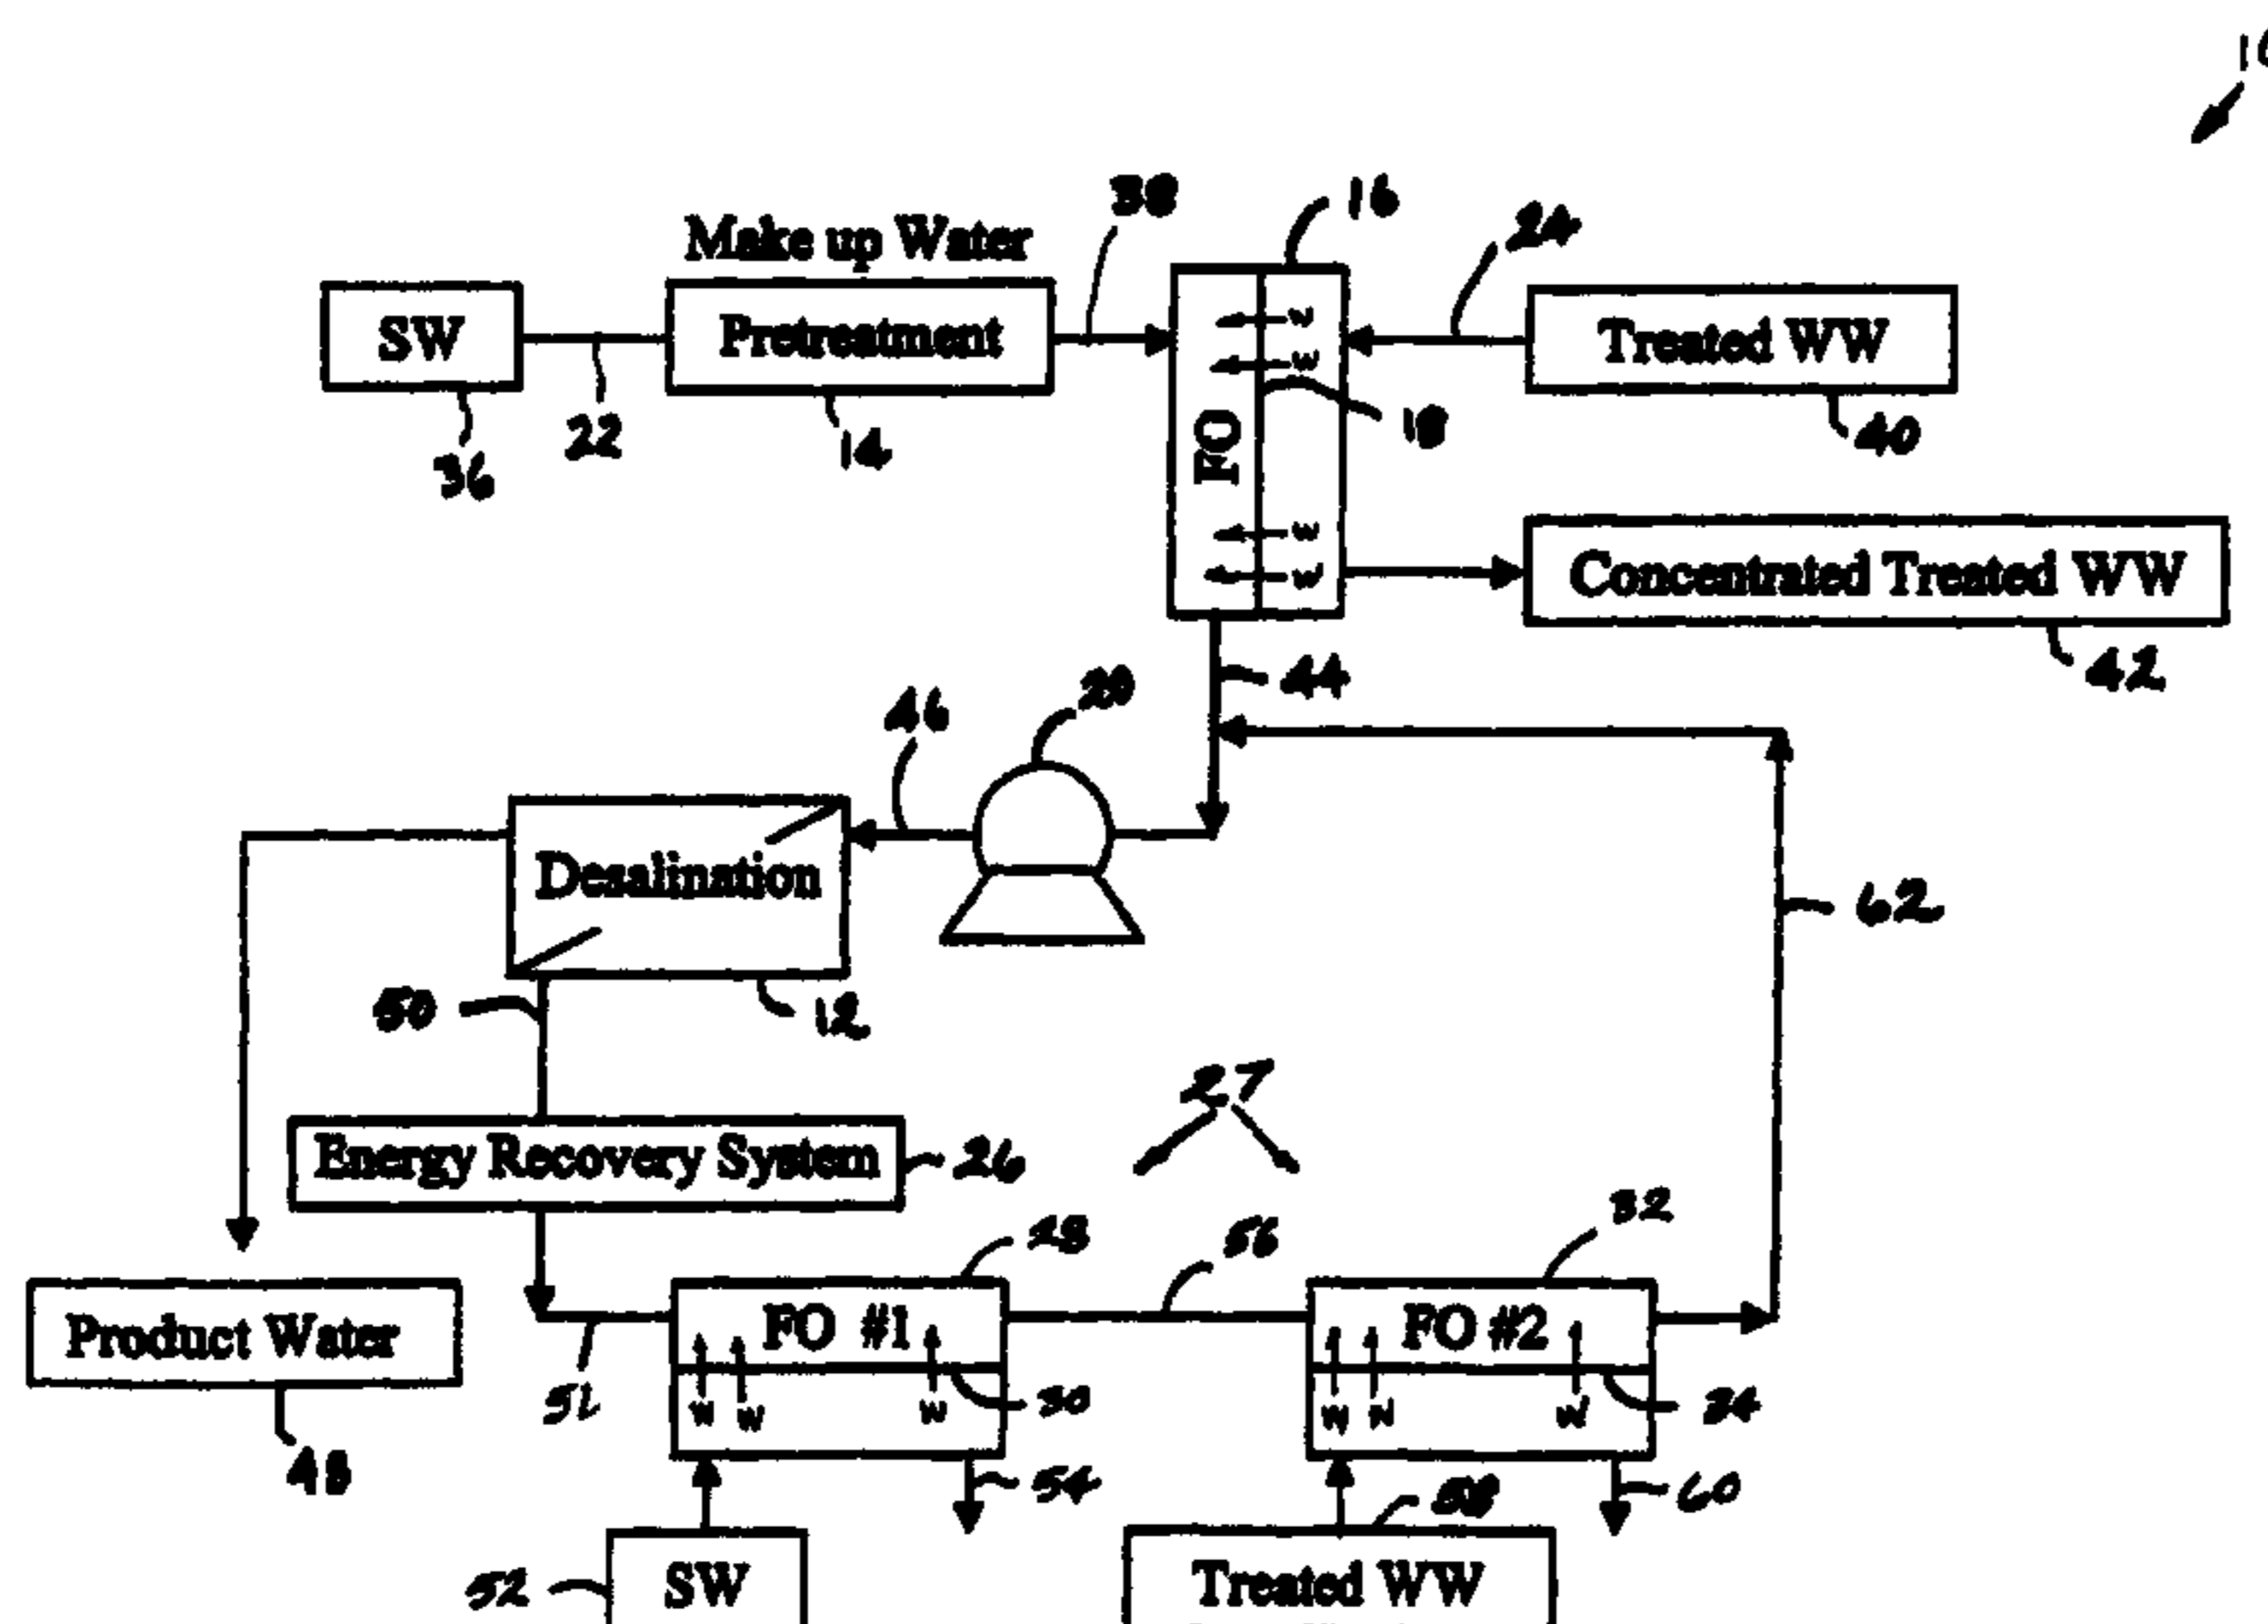 38
16
24
Make up Water
SW
Pretreatment
Treated WW
w
w
FO
18
22
14
40
36
w
w
Concentrated Treated WW
44
42
46
20
Desalination
62
50
12
27
Energy Recovery System
26
32
28
56
Product Water
FO #1
FO #2
51
w w w
30
w w w
34
48
54
58
60
52
SW
Treated WW